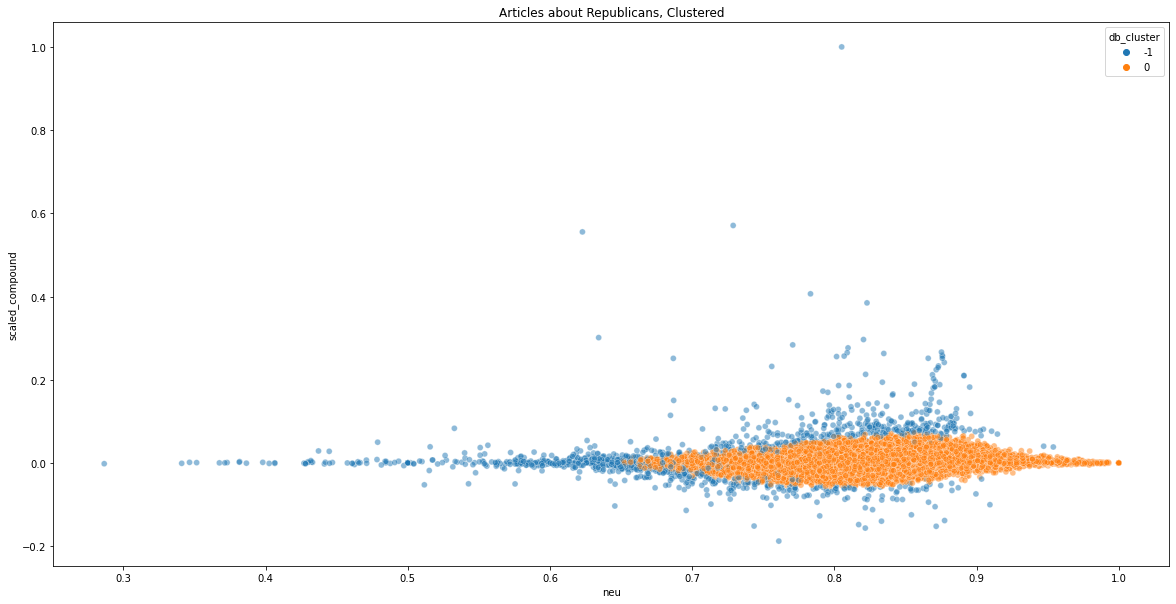 Articles about Republicans, Clustered
db_cluster
-1
0
scaled_compound
1.0
0.8
0.6
0.4
0.2
0.0
−0.2
0.3 0.4 0.5 0.6 0.7 0.8 0.9 1.0
neu